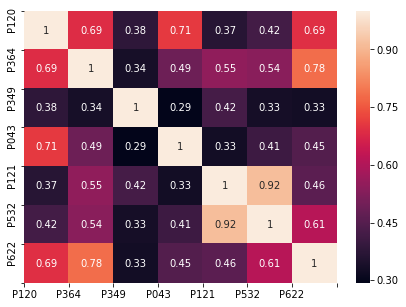 P120 1 0.69 0.38 0.71 0.37 0.42 0.69
P364 0.69 1 0.34 0.49 0.55 0.54 0.78
P349 0.38 0.34 1 0.29 0.42 0.33 0.33
P043 0.71 0.49 0.29 1 0.33 0.41 0.45
P121 0.37 0.55 0.42 0.33 1 0.92 0.46
P532 0.42 0.54 0.33 0.41 0.92 1 0.61
P622 0.69 0.78 0.33 0.45 0.46 0.61 1
P120 P364 P349 P043 P121 P532 P622
0.90
0.75
0.60
0.45
0.30